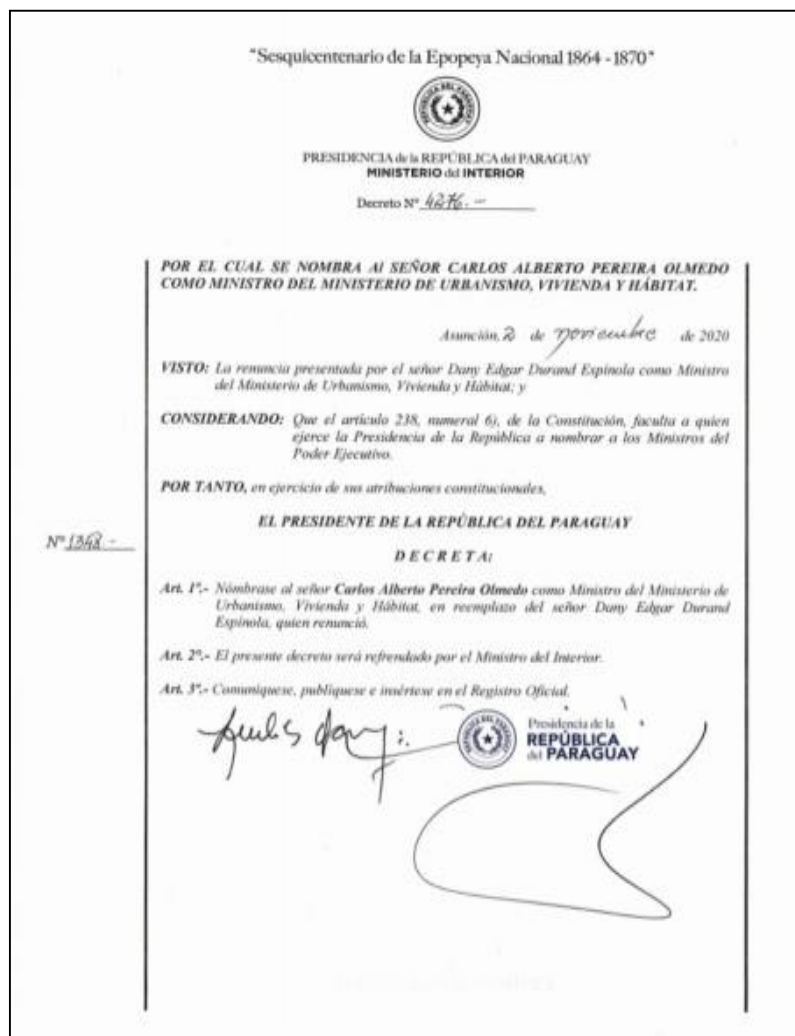 "Sesquicentenario de la Epopeya Nacional 1864 - 1870"
REPÚBLICA DEL PARAGUAY
PRESIDENCIA de la REPÚBLICA del PARAGUAY
MINISTERIO del INTERIOR
Decreto Nº 4276.-
POR EL CUAL SE NOMBRA Al SEÑOR CARLOS ALBERTO PEREIRA OLMEDO
COMO MINISTRO DEL MINISTERIO DE URBANISMO, VIVIENDA Y HÁBITAT.
Asunción, 2 de noviembre de 2020
VISTO: La renuncia presentada por el señor Dany Edgar Durand Espínola como Ministro
del Ministerio de Urbanismo, Vivienda y Hábitat; y
CONSIDERANDO: Que el artículo 238, numeral 6), de la Constitución, faculta a quien
ejerce la Presidencia de la República a nombrar a los Ministros del
Poder Ejecutivo.
POR TANTO, en ejercicio de sus atribuciones constitucionales,
EL PRESIDENTE DE LA REPÚBLICA DEL PARAGUAY
Nº 1348.-
DECRETA:
Art. 1º.- Nómbrase al señor Carlos Alberto Pereira Olmedo como Ministro del Ministerio de
Urbanismo, Vivienda y Hábitat, en reemplazo del señor Dany Edgar Durand
Espínola, quien renunció.
Art. 2º.- El presente decreto será refrendado por el Ministro del Interior.
Art. 3º.- Comuníquese, publíquese e insértese en el Registro Oficial.
REPÚBLICA DEL PARAGUAY
Presidencia de la
REPÚBLICA
del PARAGUAY